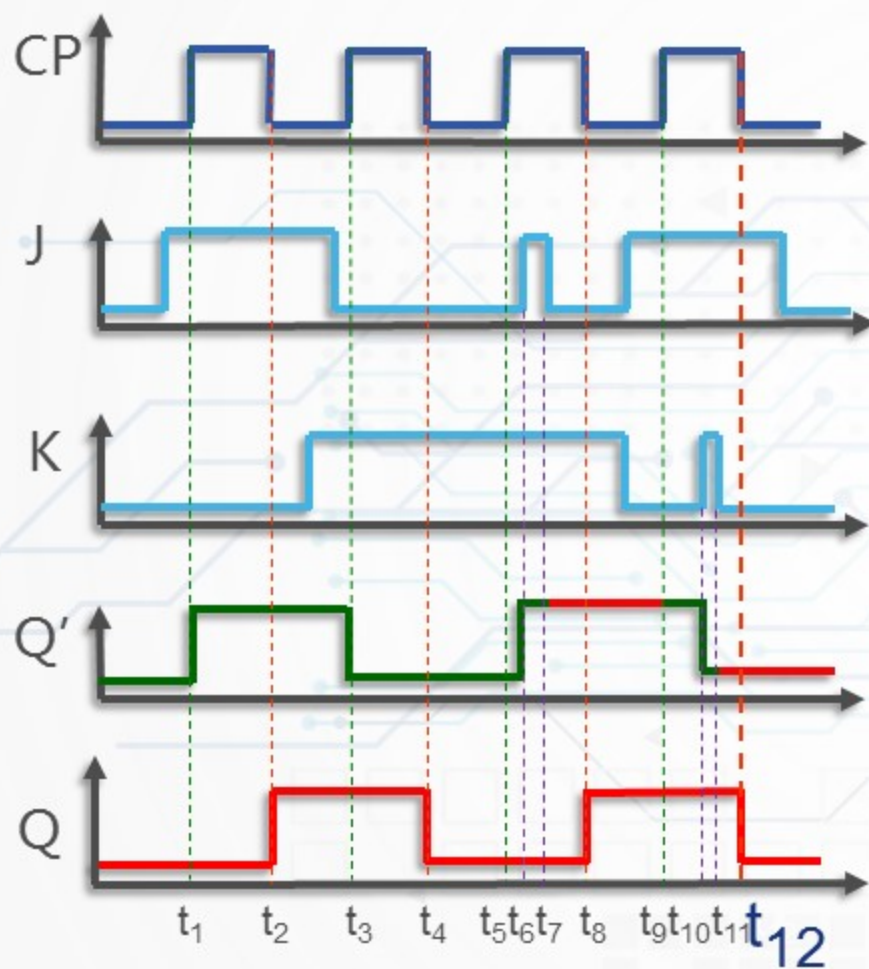 CP
J
K
Q′
Q
t₁ t₂ t₃ t₄ t₅ t₆ t₇ t₈ t₉ t₁₀ t₁₁ t₁₂